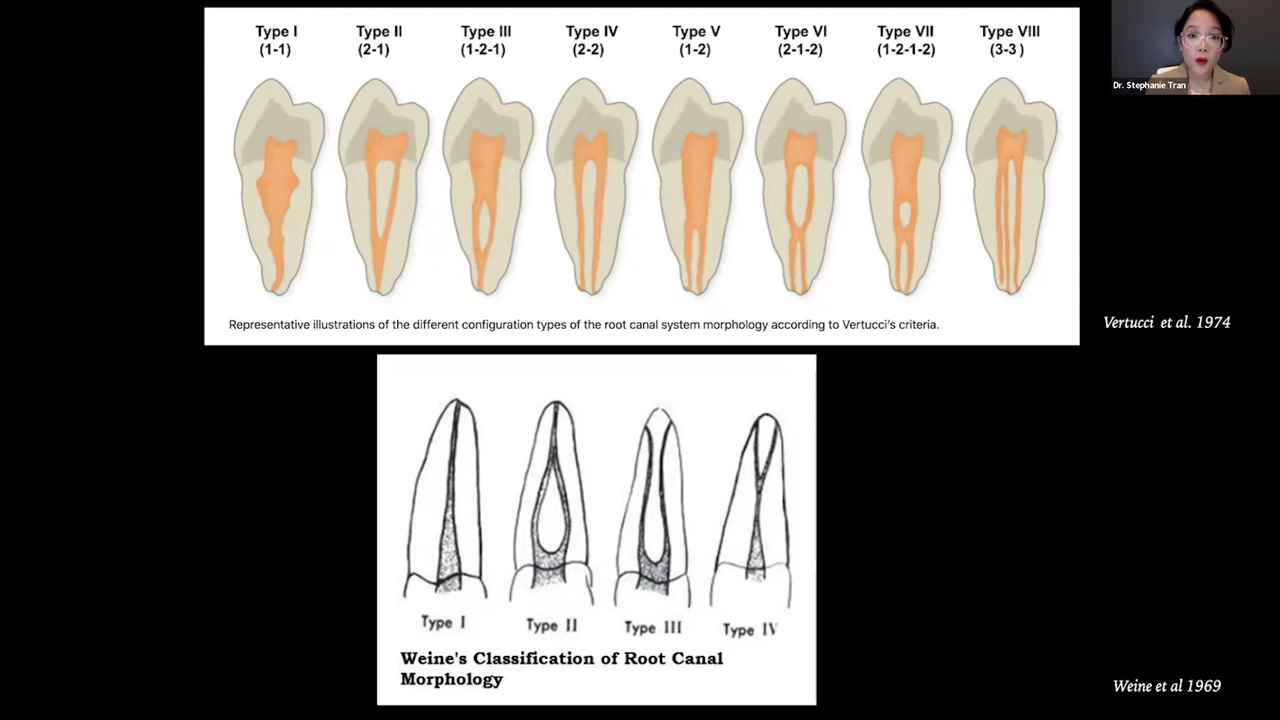 Type I Type II Type III Type IV Type V Type VI Type VII Type VIII
(1-1) (2-1) (1-2-1) (2-2) (1-2) (2-1-2) (1-2-1-2) (3-3 )
Dr. Stephanie Tran
Representative illustrations of the different configuration types of the root canal system morphology according to Vertucci’s criteria.
Vertucci et al. 1974
Type I Type II Type III Type IV
Weine's Classification of Root Canal
Morphology
Weine et al 1969